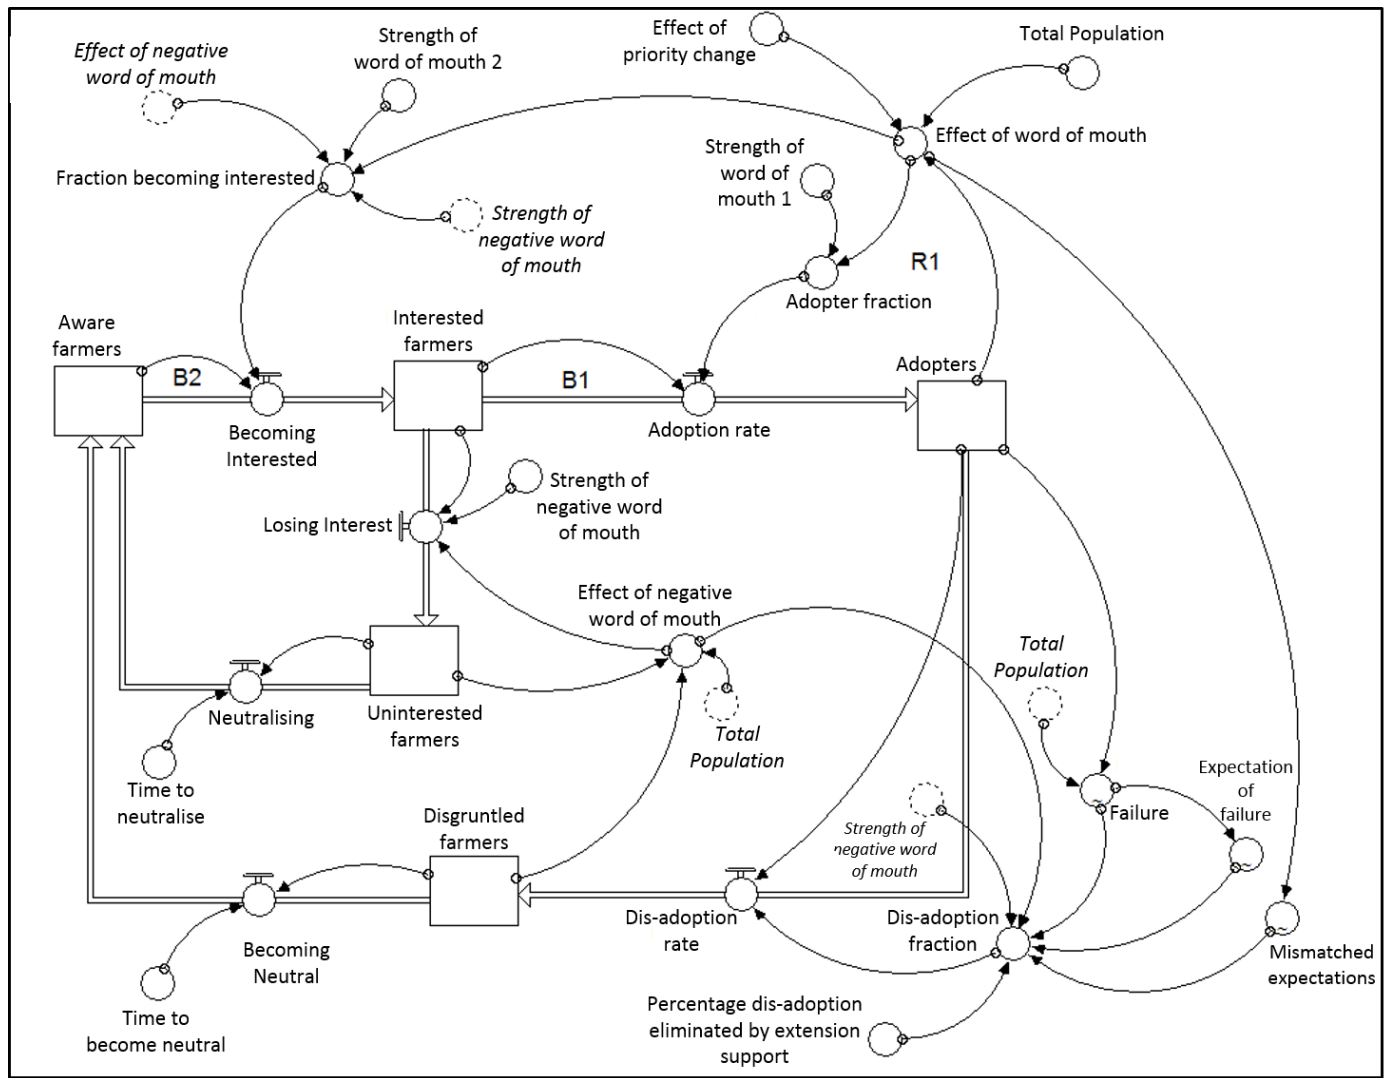 Effect of negative
word of mouth
Strength of
word of mouth 2
Effect of
priority change
Total Population
Effect of word of mouth
Strength of
word of
mouth 1
Fraction becoming interested
Strength of
negative word
of mouth
R1
Adopter fraction
Aware
farmers
B2
Becoming
Interested
Interested
farmers
B1
Adoption rate
Adopters
Losing Interest
Strength of
negative word
of mouth
Effect of negative
word of mouth
Total
Population
Neutralising
Uninterested
farmers
Total
Population
Time to
neutralise
Expectation
of
failure
Failure
Disgruntled
farmers
Strength of
negative word
of mouth
Dis-adoption
rate
Dis-adoption
fraction
Becoming
Neutral
Mismatched
expectations
Time to
become neutral
Percentage dis-adoption
eliminated by extension
support